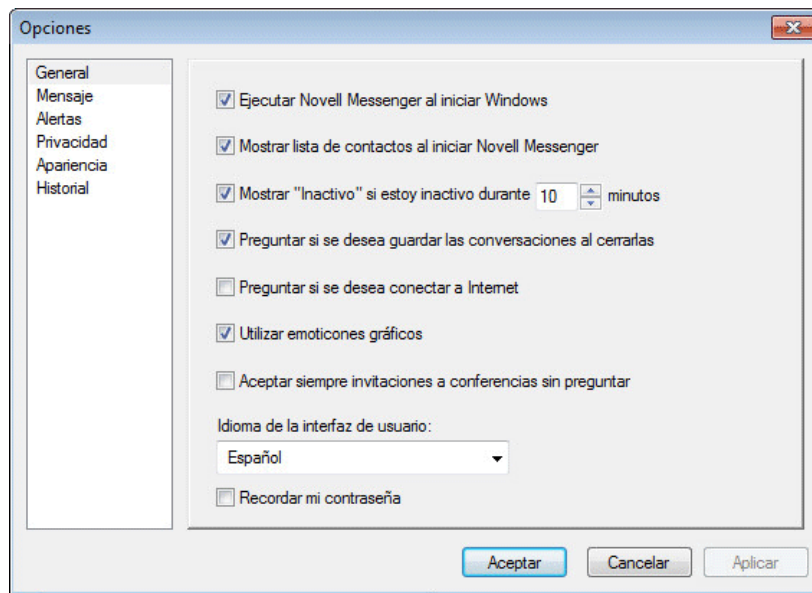 Opciones
General
Mensaje
Alertas
Privacidad
Apariencia
Historial
Ejecutar Novell Messenger al iniciar Windows
Mostrar lista de contactos al iniciar Novell Messenger
Mostrar "Inactivo" si estoy inactivo durante 10 minutos
Preguntar si se desea guardar las conversaciones al cerrarlas
Preguntar si se desea conectar a Internet
Utilizar emoticones gráficos
Aceptar siempre invitaciones a conferencias sin preguntar
Idioma de la interfaz de usuario:
Español
Recordar mi contraseña
Aceptar Cancelar Aplicar